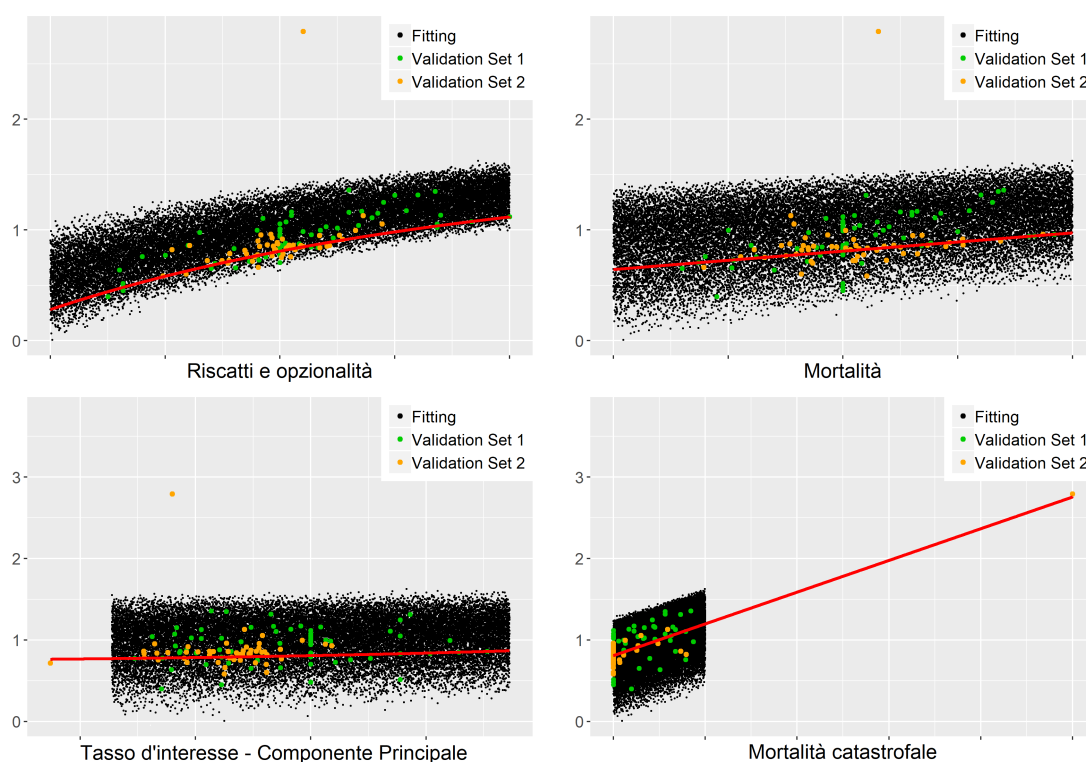 Fitting
Validation Set 1
Validation Set 2
2
1
0
Riscatti e opzionalità
Fitting
Validation Set 1
Validation Set 2
2
1
0
Mortalità
Fitting
Validation Set 1
Validation Set 2
3
2
1
0
Tasso d'interesse - Componente Principale
Fitting
Validation Set 1
Validation Set 2
3
2
1
0
Mortalità catastrofale